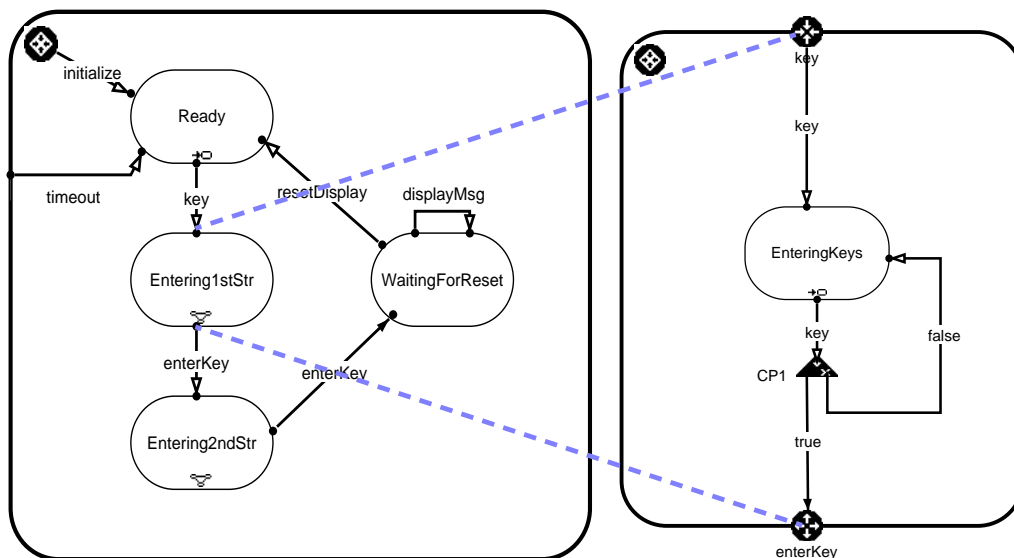 initialize
Ready
timeout
key
resetDisplay
displayMsg
Entering1stStr
WaitingForReset
enterKey
enterKey
Entering2ndStr
key
key
EnteringKeys
key
false
CP1
true
enterKey